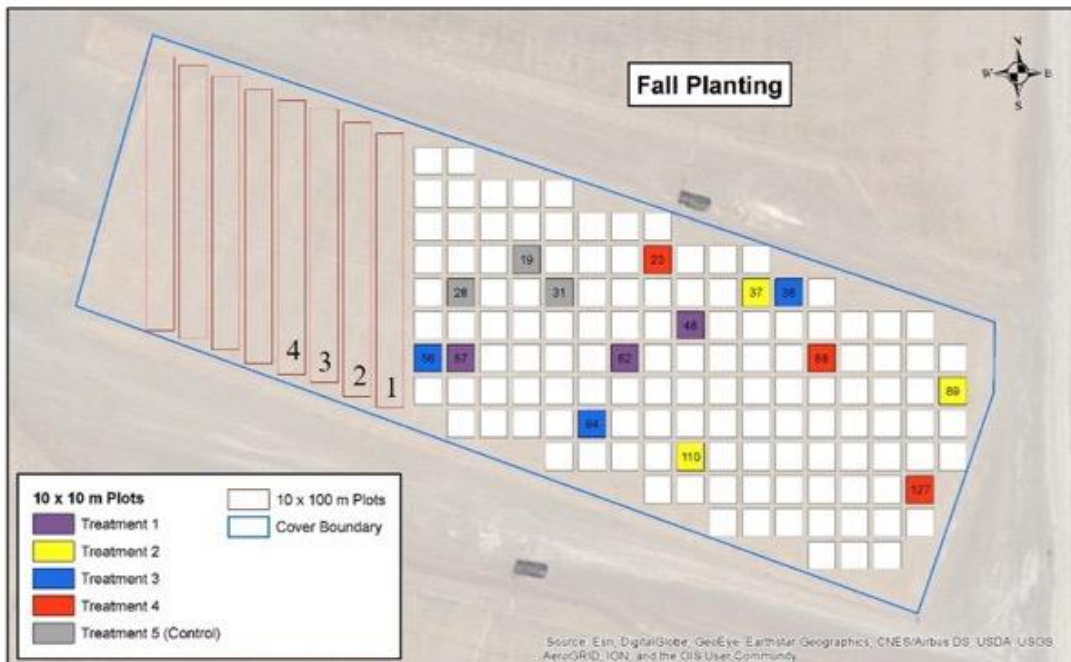 Fall Planting
N
W E
S
19
23
28
31
37
38
48
56
57
62
4
3
2
1
89
94
110
127
10 x 10 m Plots
Treatment 1
Treatment 2
Treatment 3
Treatment 4
Treatment 5 (Control)
10 x 100 m Plots
Cover Boundary
Source: Esri, DigitalGlobe, GeoEye, Earthstar Geographics, CNES/Airbus DS, USDA, USGS,
AeroGRID, IGN, and the GIS User Community